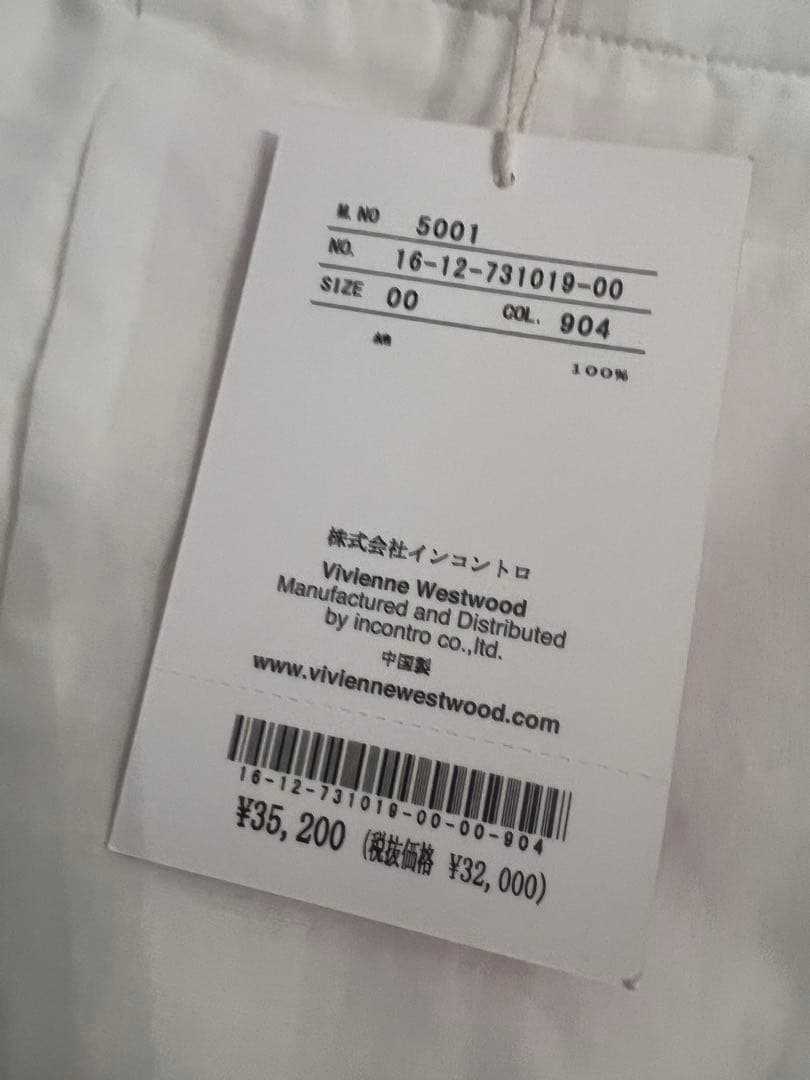 M.NO 5001
NO. 16-12-731019-00
SIZE 00 COL. 904
綿 100%
株式会社インコントロ
Vivienne Westwood
Manufactured and Distributed
by incontro co.,ltd.
中国製
www.viviennewestwood.com
16-12-731019-00-00-904
¥35,200 (税抜価格 ¥32,000)